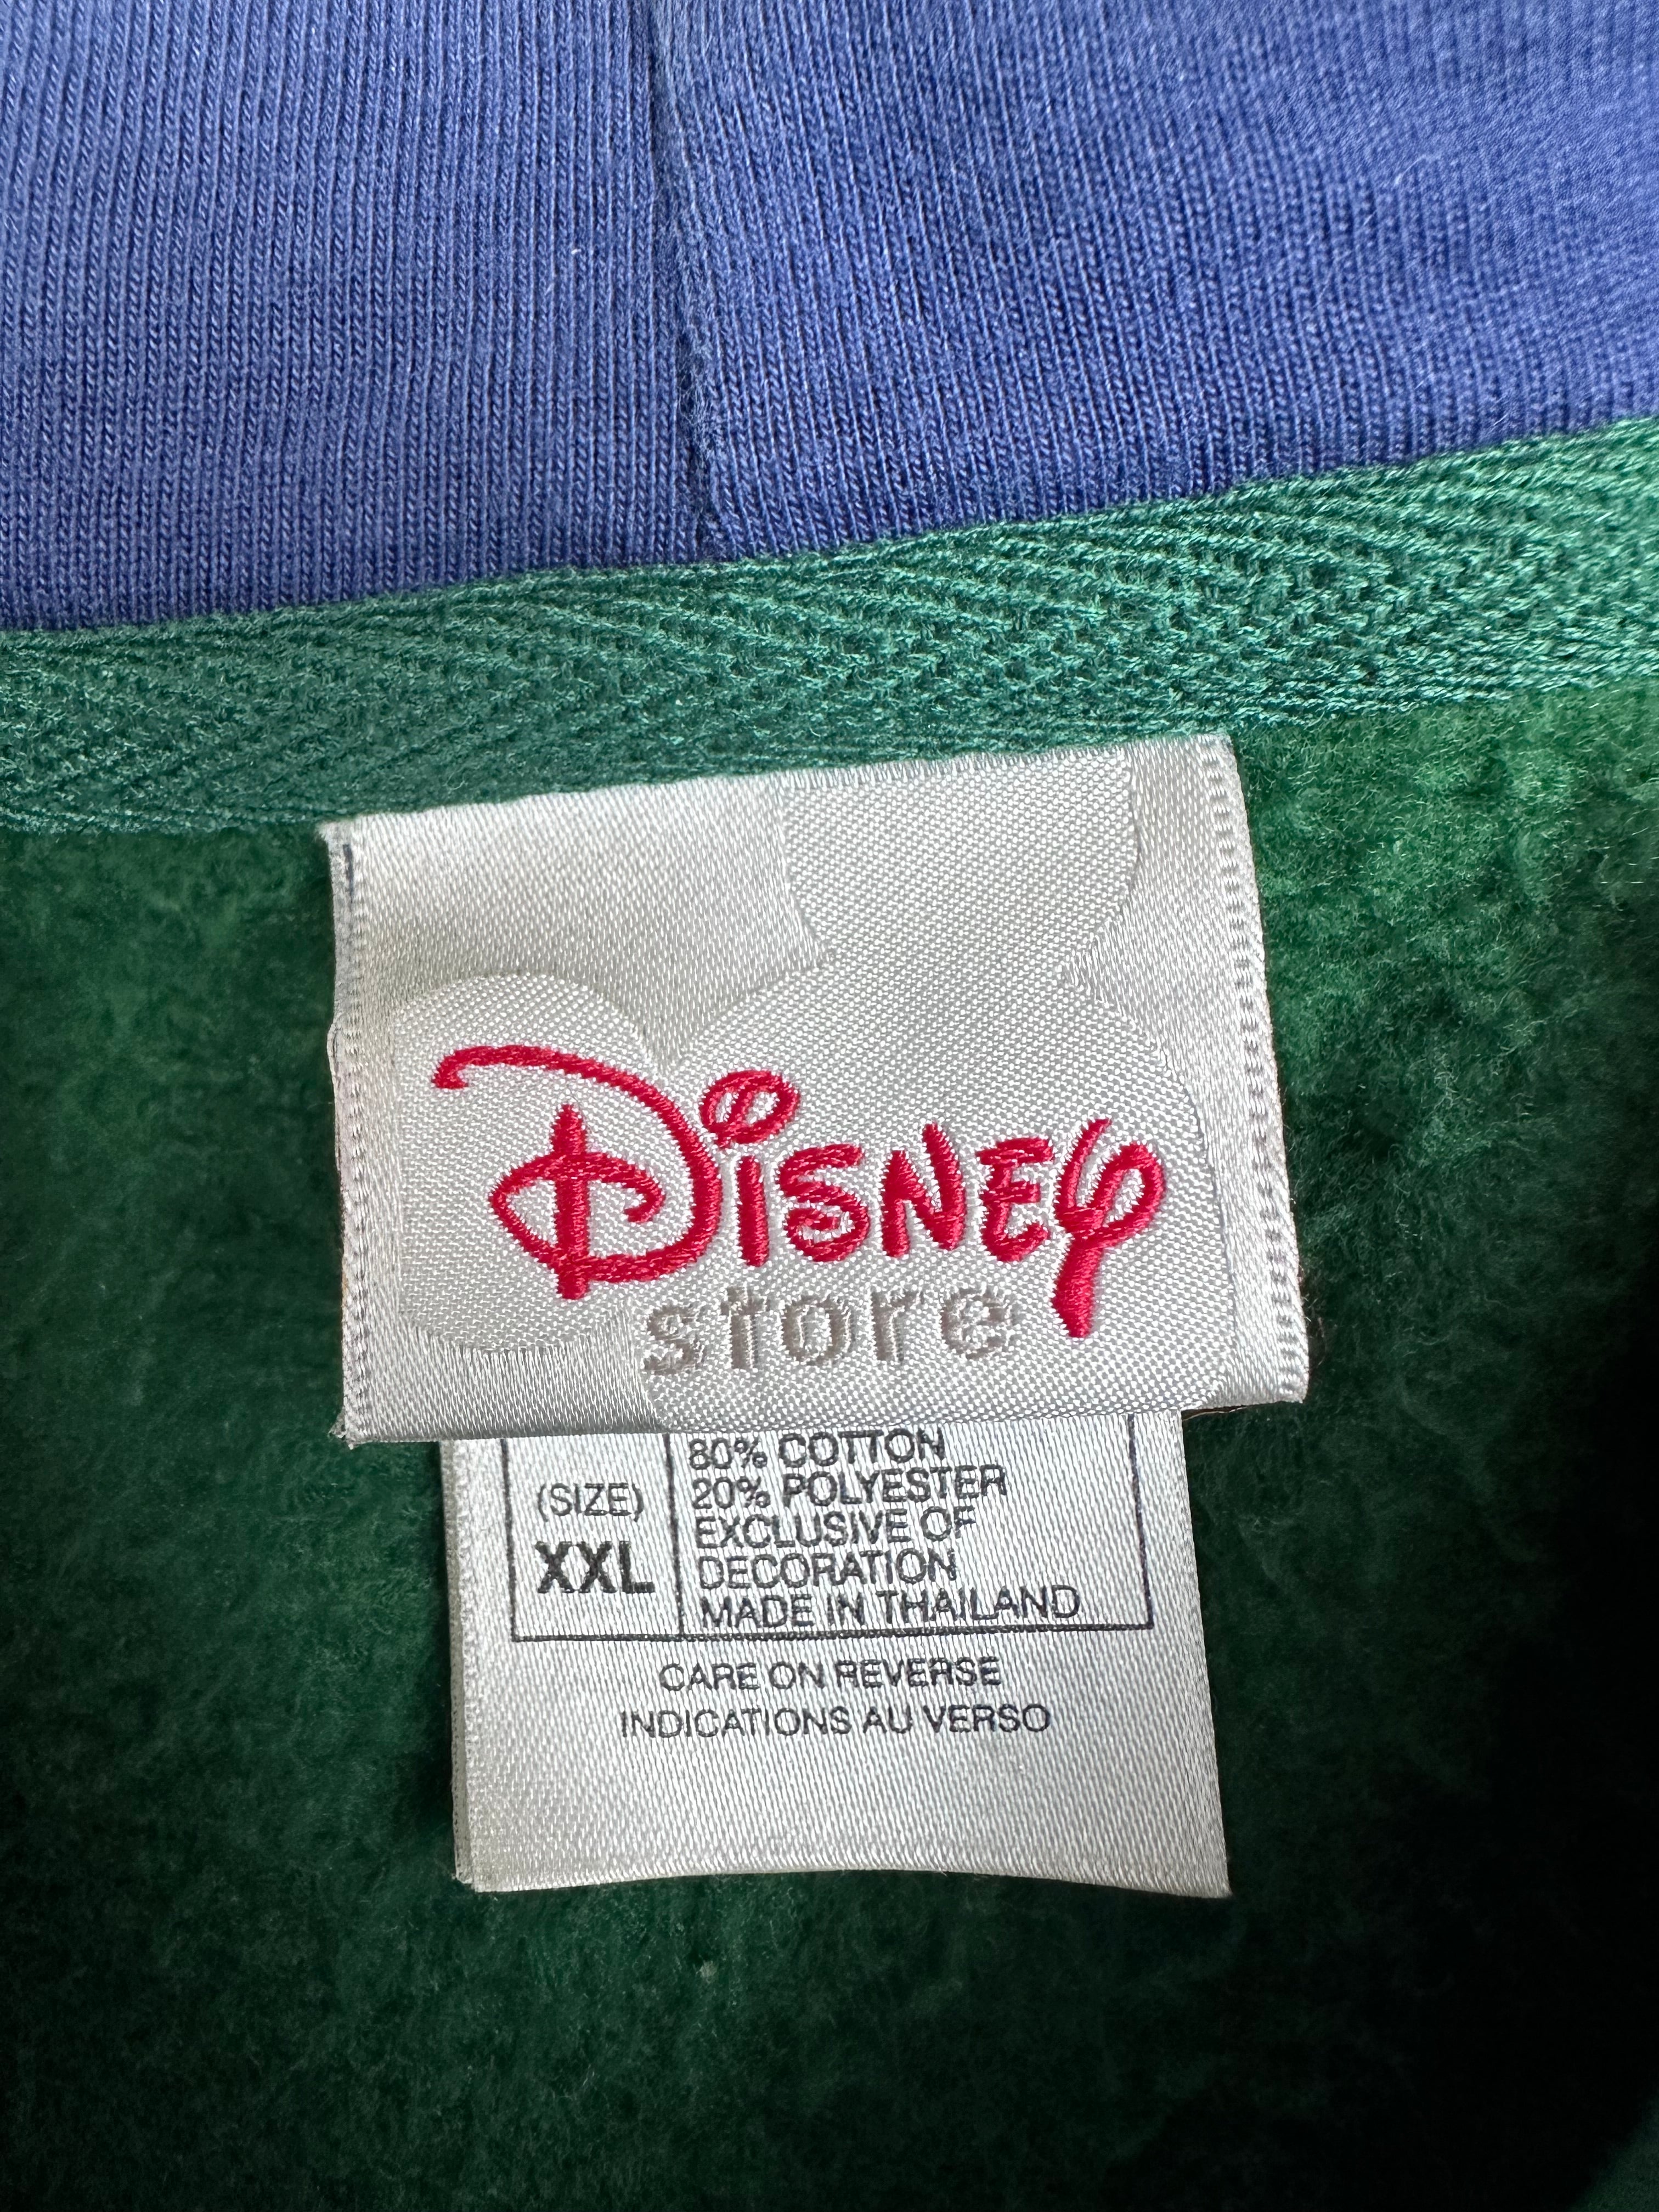 Disney
store
80% COTTON
20% POLYESTER
(SIZE)
EXCLUSIVE OF
XXL
DECORATION
MADE IN THAILAND
CARE ON REVERSE
INDICATIONS AU VERSO